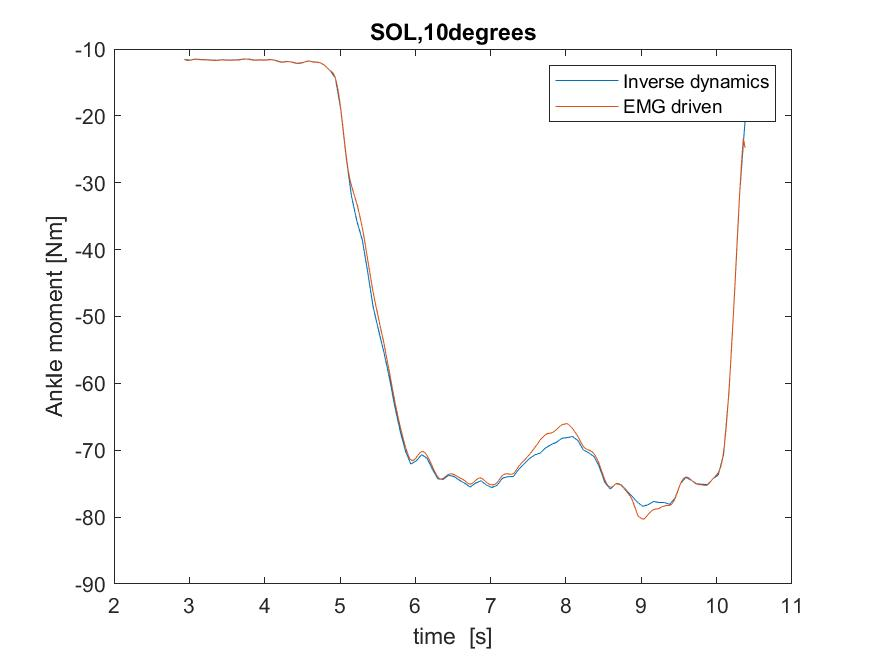 SOL,10degrees
Inverse dynamics
EMG driven
-10
-20
-30
-40
-50
-60
-70
-80
-90
Ankle moment [Nm]
2 3 4 5 6 7 8 9 10 11
time [s]